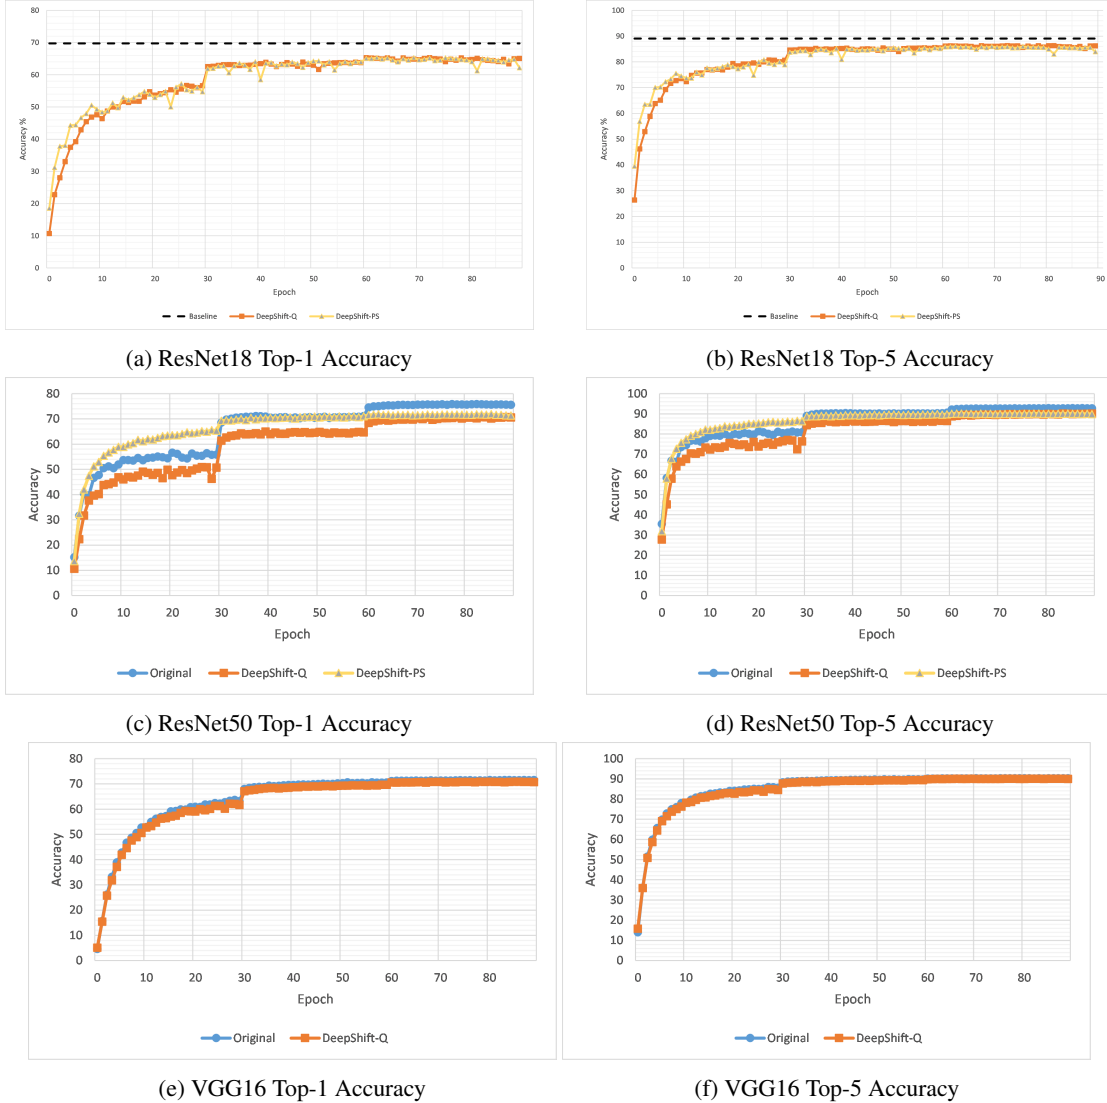 80
70
60
50
40
30
20
10
0
Accuracy %
0 10 20 30 40 50 60 70 80
Epoch
Baseline DeepShift-Q DeepShift-PS
(a) ResNet18 Top-1 Accuracy
100
90
80
70
60
50
40
30
20
10
0
Accuracy %
0 10 20 30 40 50 60 70 80 90
Epoch
Baseline DeepShift-Q DeepShift-PS
(b) ResNet18 Top-5 Accuracy
80
70
60
50
40
30
20
10
0
Accuracy
0 10 20 30 40 50 60 70 80
Epoch
Original DeepShift-Q DeepShift-PS
(c) ResNet50 Top-1 Accuracy
100
90
80
70
60
50
40
30
20
10
0
Accuracy
0 10 20 30 40 50 60 70 80
Epoch
Original DeepShift-Q DeepShift-PS
(d) ResNet50 Top-5 Accuracy
80
70
60
50
40
30
20
10
0
Accuracy
0 10 20 30 40 50 60 70 80
Epoch
Original DeepShift-Q
(e) VGG16 Top-1 Accuracy
100
90
80
70
60
50
40
30
20
10
0
Accuracy
0 10 20 30 40 50 60 70 80
Epoch
Original DeepShift-Q
(f) VGG16 Top-5 Accuracy